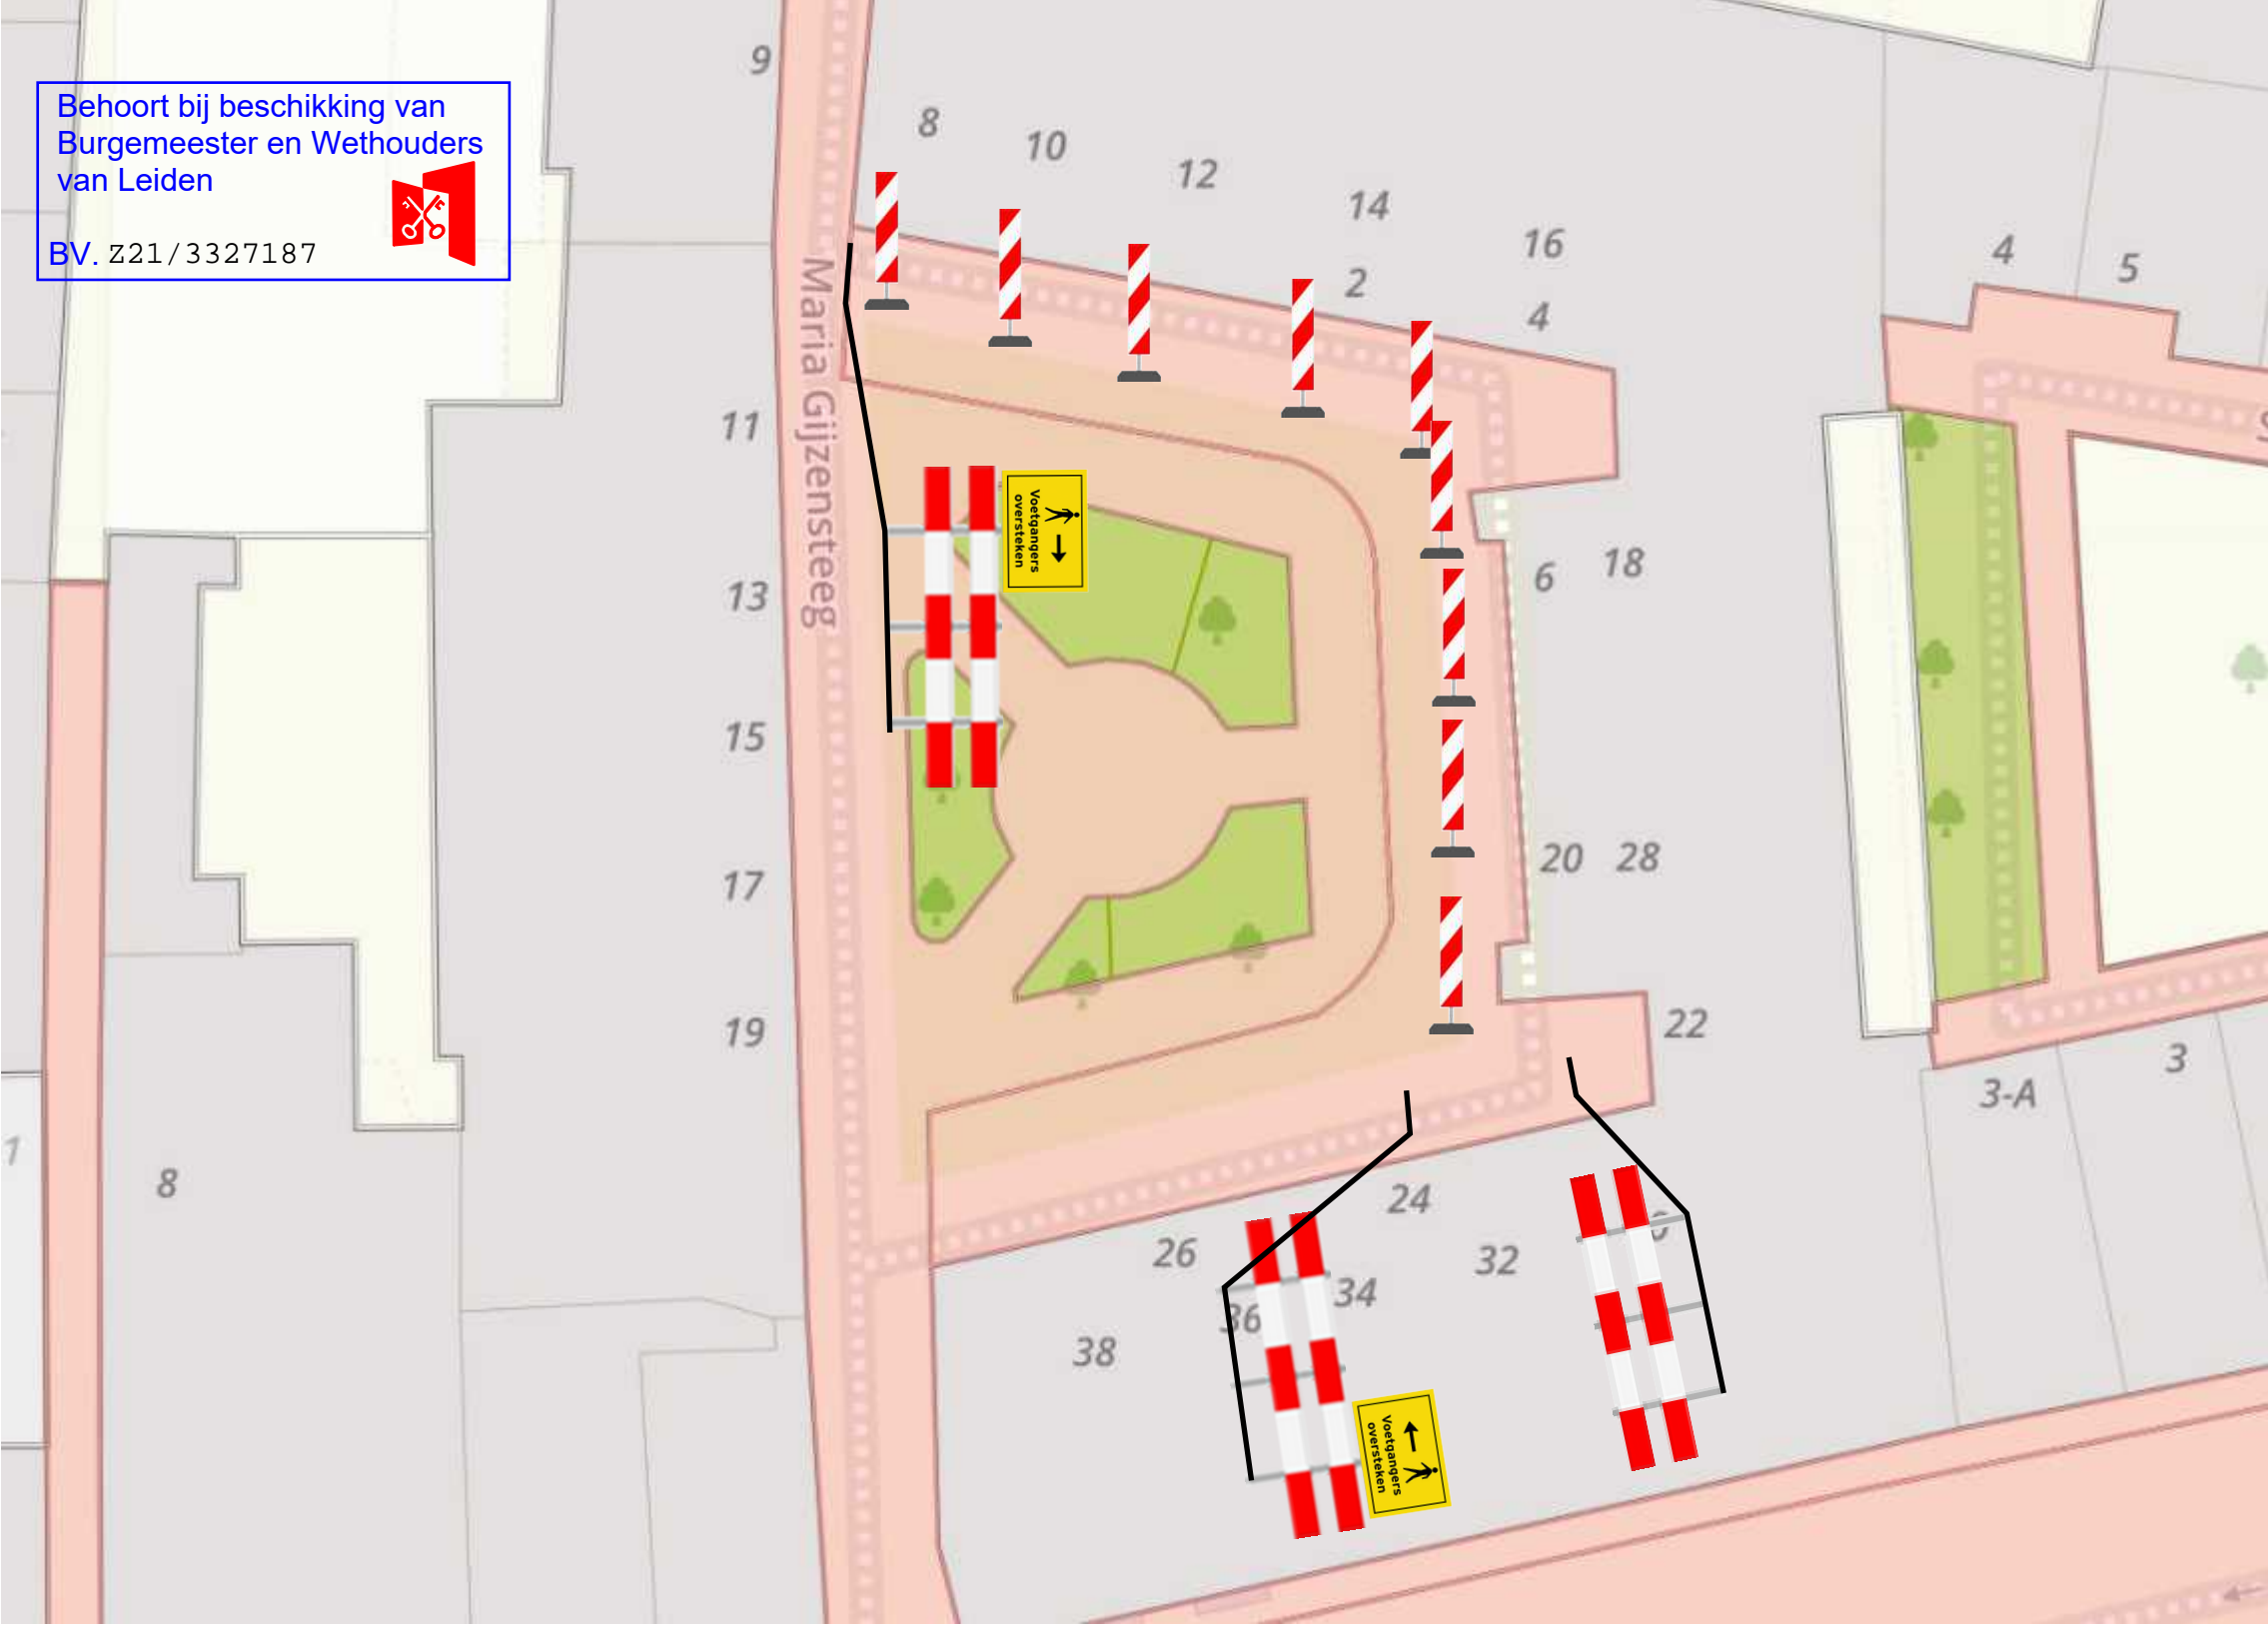 Behoort bij beschikking van
Burgemeester en Wethouders
van Leiden
BV. Z21/3327187
9
8
10
12
14
16
2
4
4
5
Maria Gijzensteeg
11
Voetgangers
oversteken
13
6
18
15
17
20
28
19
22
3-A
3
1
8
24
26
32
34
36
38
Voetgangers
oversteken